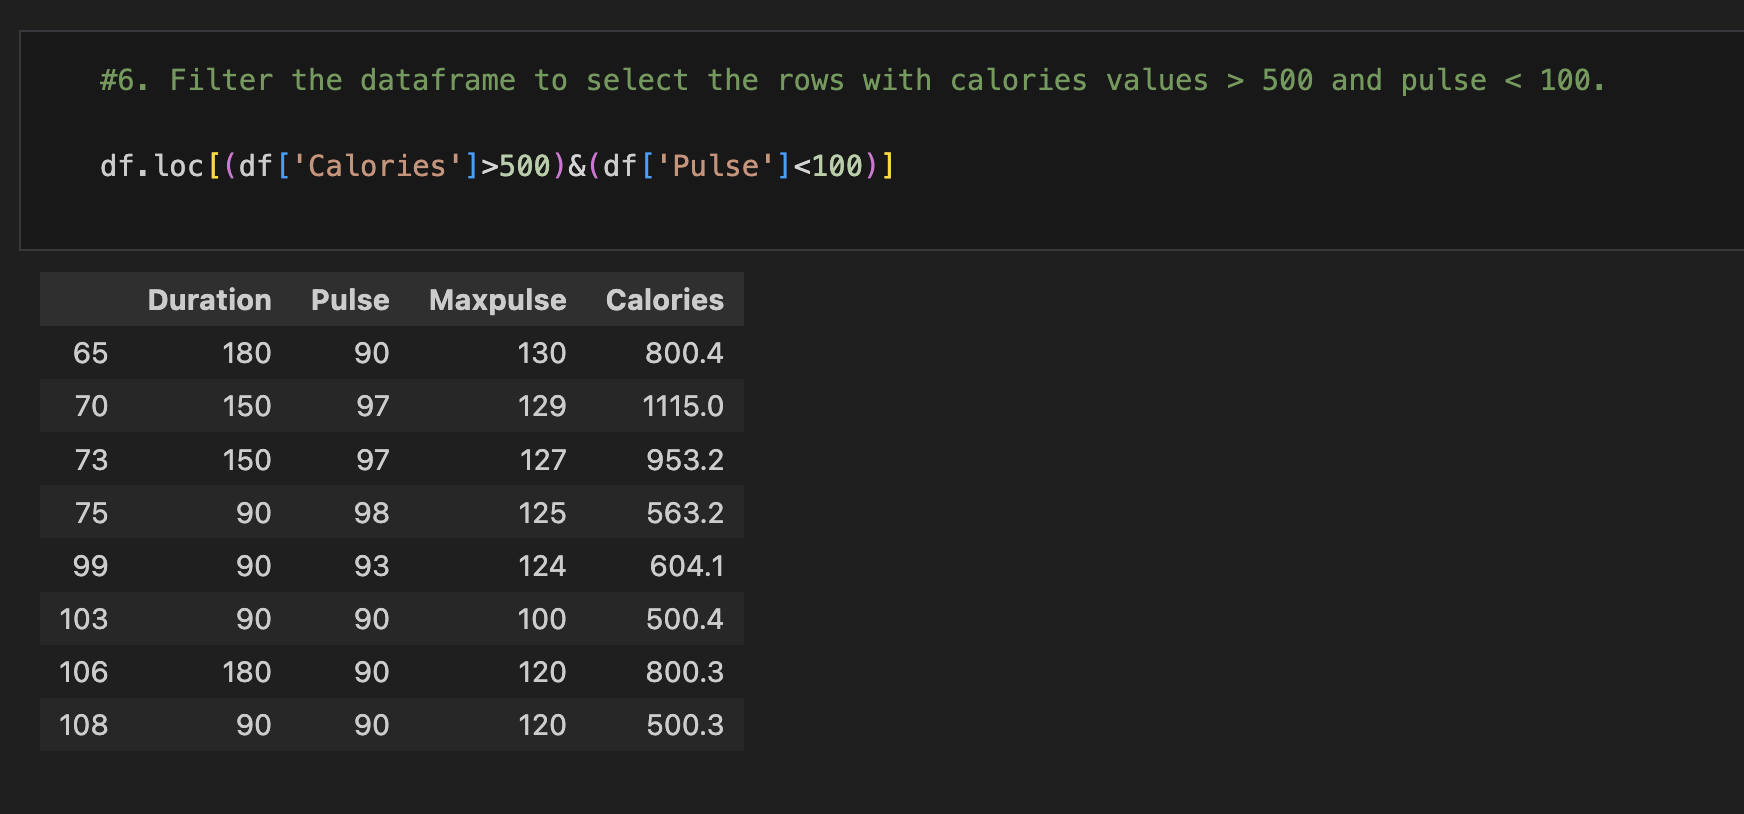 #6. Filter the dataframe to select the rows with calories values > 500 and pulse < 100.
df.loc[(df['Calories']>500)&(df['Pulse']<100)]
Duration Pulse Maxpulse Calories
65 180 90 130 800.4
70 150 97 129 1115.0
73 150 97 127 953.2
75 90 98 125 563.2
99 90 93 124 604.1
103 90 90 100 500.4
106 180 90 120 800.3
108 90 90 120 500.3